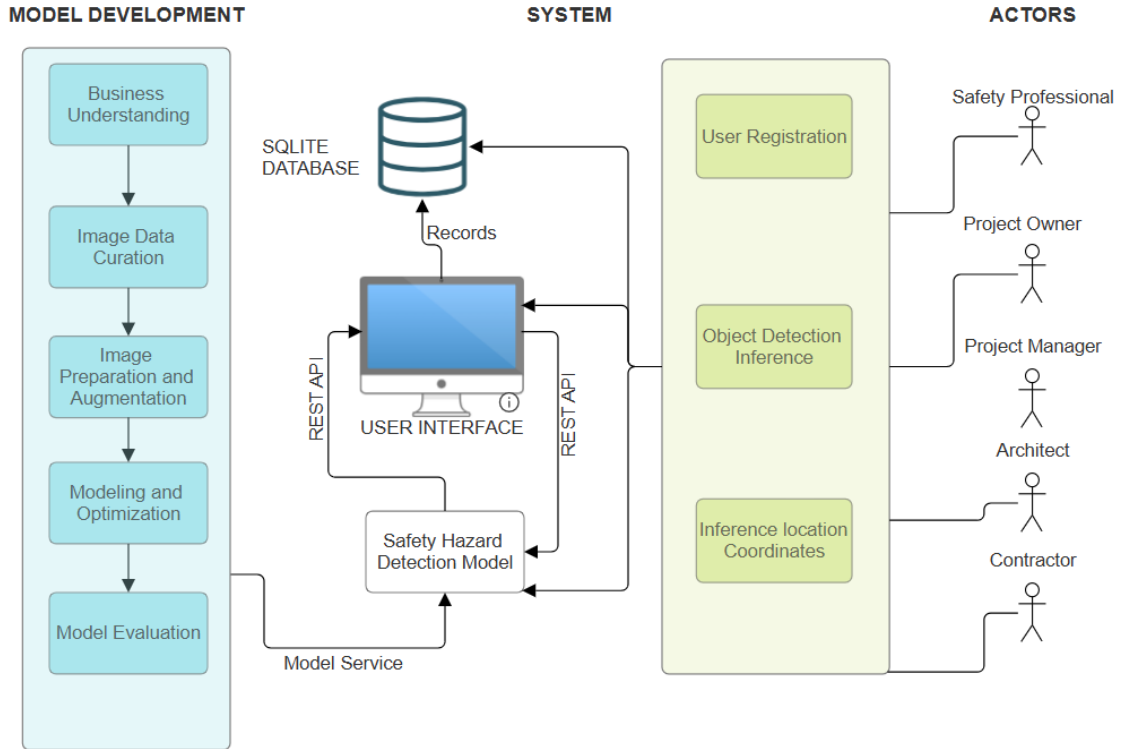 MODEL DEVELOPMENT
SYSTEM
ACTORS
Business
Understanding
Image Data
Curation
Image
Preparation and
Augmentation
Modeling and
Optimization
Model Evaluation
Model Service
SQLITE
DATABASE
Records
USER INTERFACE
REST API
REST API
Safety Hazard
Detection Model
User Registration
Object Detection
Inference
Inference location
Coordinates
Safety Professional
Project Owner
Project Manager
Architect
Contractor